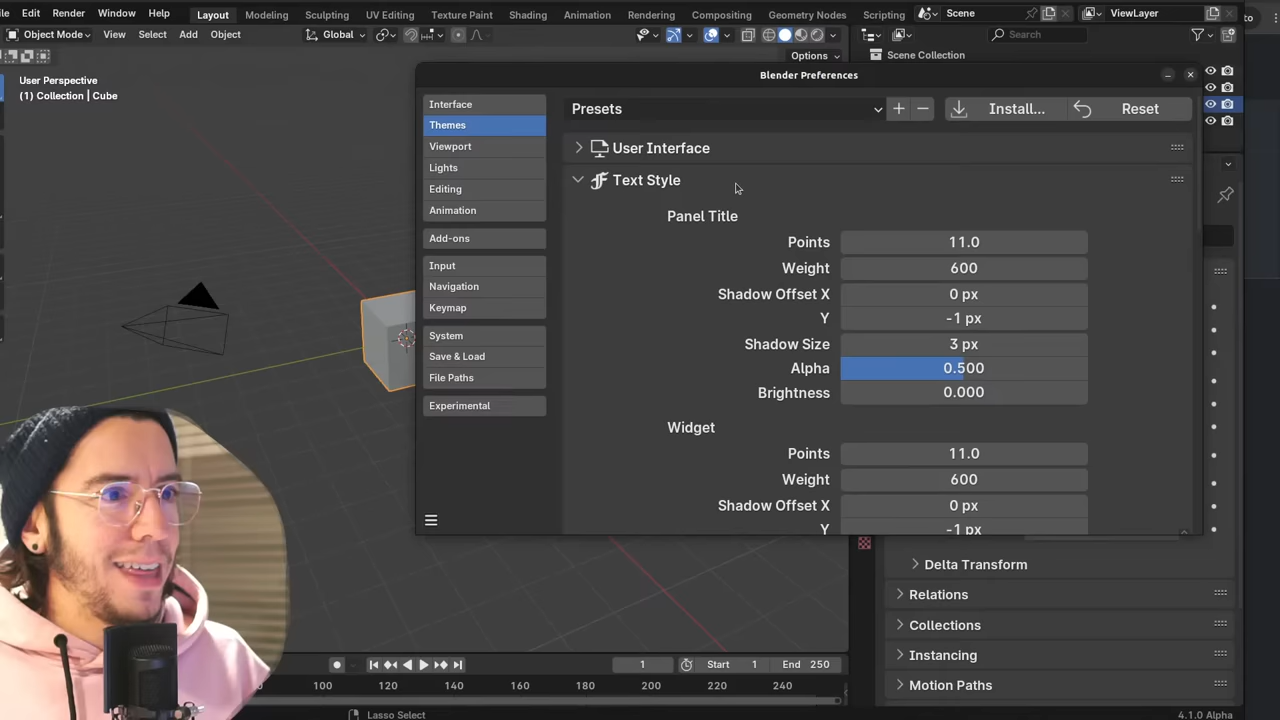 le Edit Render Window Help Layout Modeling Sculpting UV Editing Texture Paint Shading Animation Rendering Compositing Geometry Nodes Scripting Scene ViewLayer
Object Mode View Select Add Object Global Search
Options Scene Collection
User Perspective
(1) Collection | Cube
Blender Preferences
Interface
Themes
Viewport
Lights
Editing
Animation
Add-ons
Input
Navigation
Keymap
System
Save & Load
File Paths
Experimental
Presets Install... Reset
User Interface
Text Style
Panel Title
Points 11.0
Weight 600
Shadow Offset X 0 px
Y -1 px
Shadow Size 3 px
Alpha 0.500
Brightness 0.000
Widget
Points 11.0
Weight 600
Shadow Offset X 0 px
Y -1 px
Delta Transform
Relations
Collections
Instancing
Motion Paths
1 Start 1 End 250
100 120 140 160 180 200 220 240
Lasso Select 4.1.0 Alpha